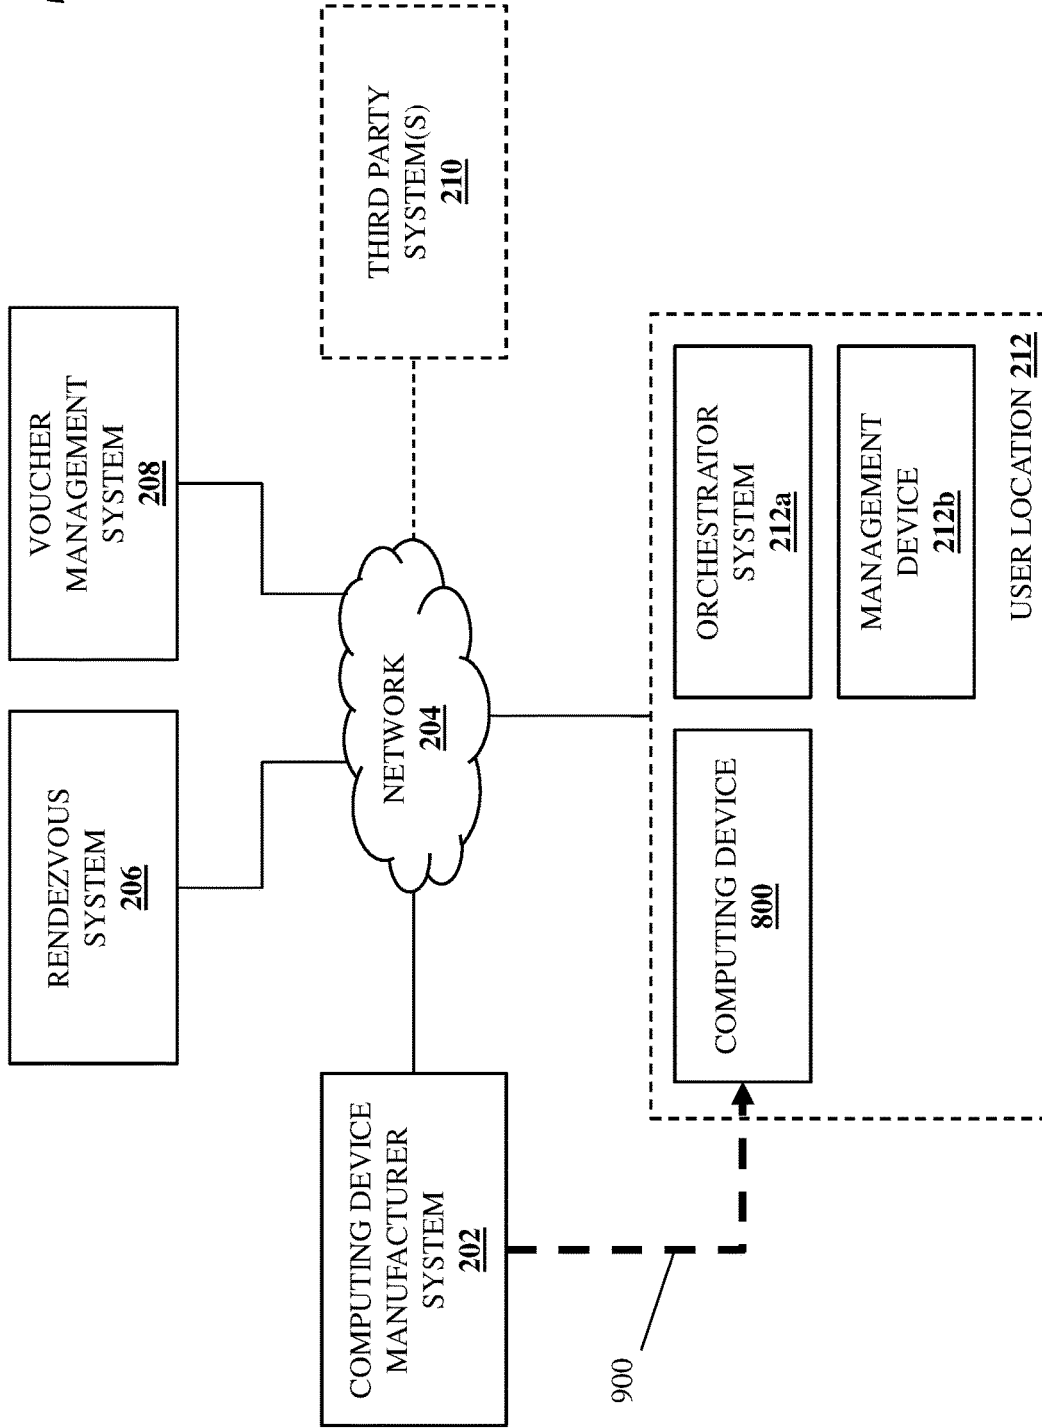 RENDEZVOUS
SYSTEM
206
VOUCHER
MANAGEMENT
SYSTEM
208
COMPUTING DEVICE
MANUFACTURER
SYSTEM
202
NETWORK
204
THIRD PARTY
SYSTEM(S)
210
900
COMPUTING DEVICE
800
ORCHESTRATOR
SYSTEM
212a
MANAGEMENT
DEVICE
212b
USER LOCATION 212